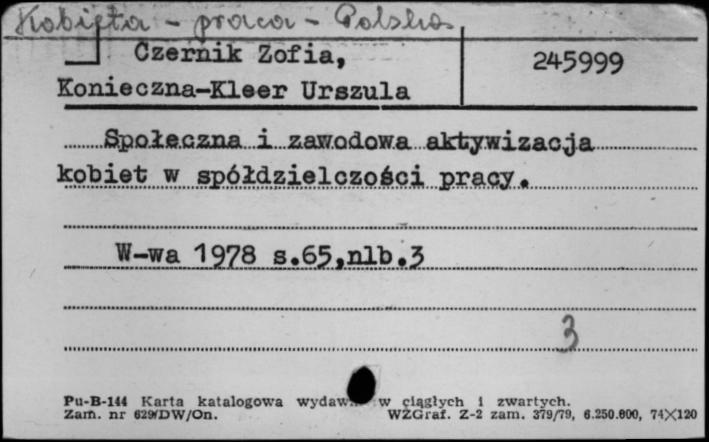 Kobieta - praca - Polska
Czernik Zofia,
245999
Konieczna-Kleer Urszula
Społeczna i zawodowa aktywizacja
kobiet w spółdzielczości pracy.
W-wa 1978 s.65,nlb.3
3
Pu-B-144 Karta katalogowa w ciągłych i zwartych.
Zam. nr 629/DW/On. WZGraf. Z-2 zam. 379/79, 6.250.000, 74×120